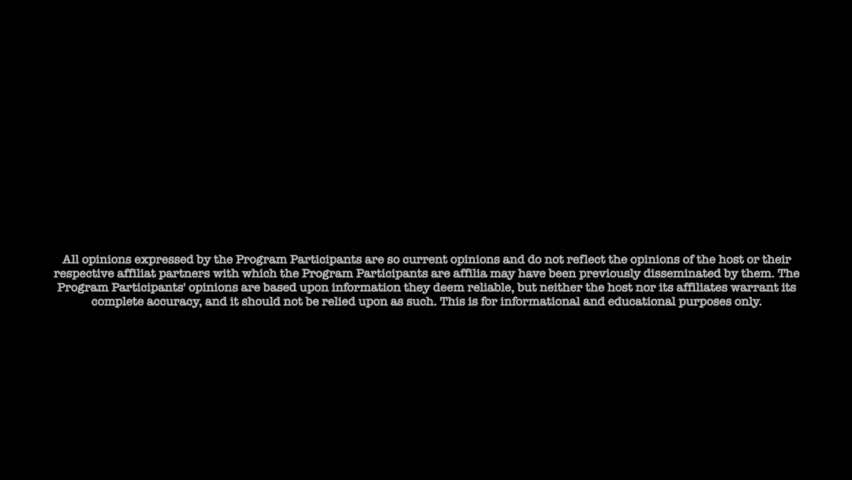 All opinions expressed by the Program Participants are so current opinions and do not reflect the opinions of the host or their
respective affiliat partners with which the Program Participants are affilia may have been previously disseminated by them. The
Program Participants' opinions are based upon information they deem reliable, but neither the host nor its affiliates warrant its
complete accuracy, and it should not be relied upon as such. This is for informational and educational purposes only.